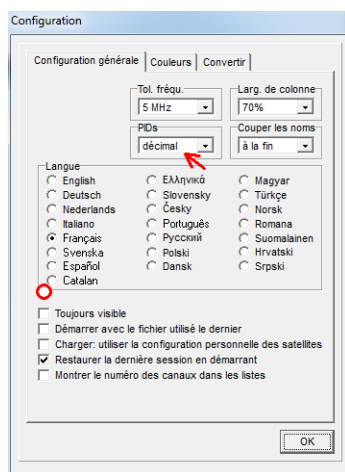 Configuration
Configuration générale Couleurs Convertir
Tol. fréqu. Larg. de colonne
5 MHz 70%
PIDs Couper les noms
décimal à la fin
Langue
English Ελληνικά Magyar
Deutsch Slovensky Türkçe
Nederlands Česky Norsk
Italiano Português Romana
Français Русский Suomalainen
Svenska Polski Hrvatski
Español Dansk Srpski
Catalan
Toujours visible
Démarrer avec le fichier utilisé le dernier
Charger: utiliser la configuration personnelle des satellites
Restaurer la dernière session en démarrant
Montrer le numéro des canaux dans les listes
OK